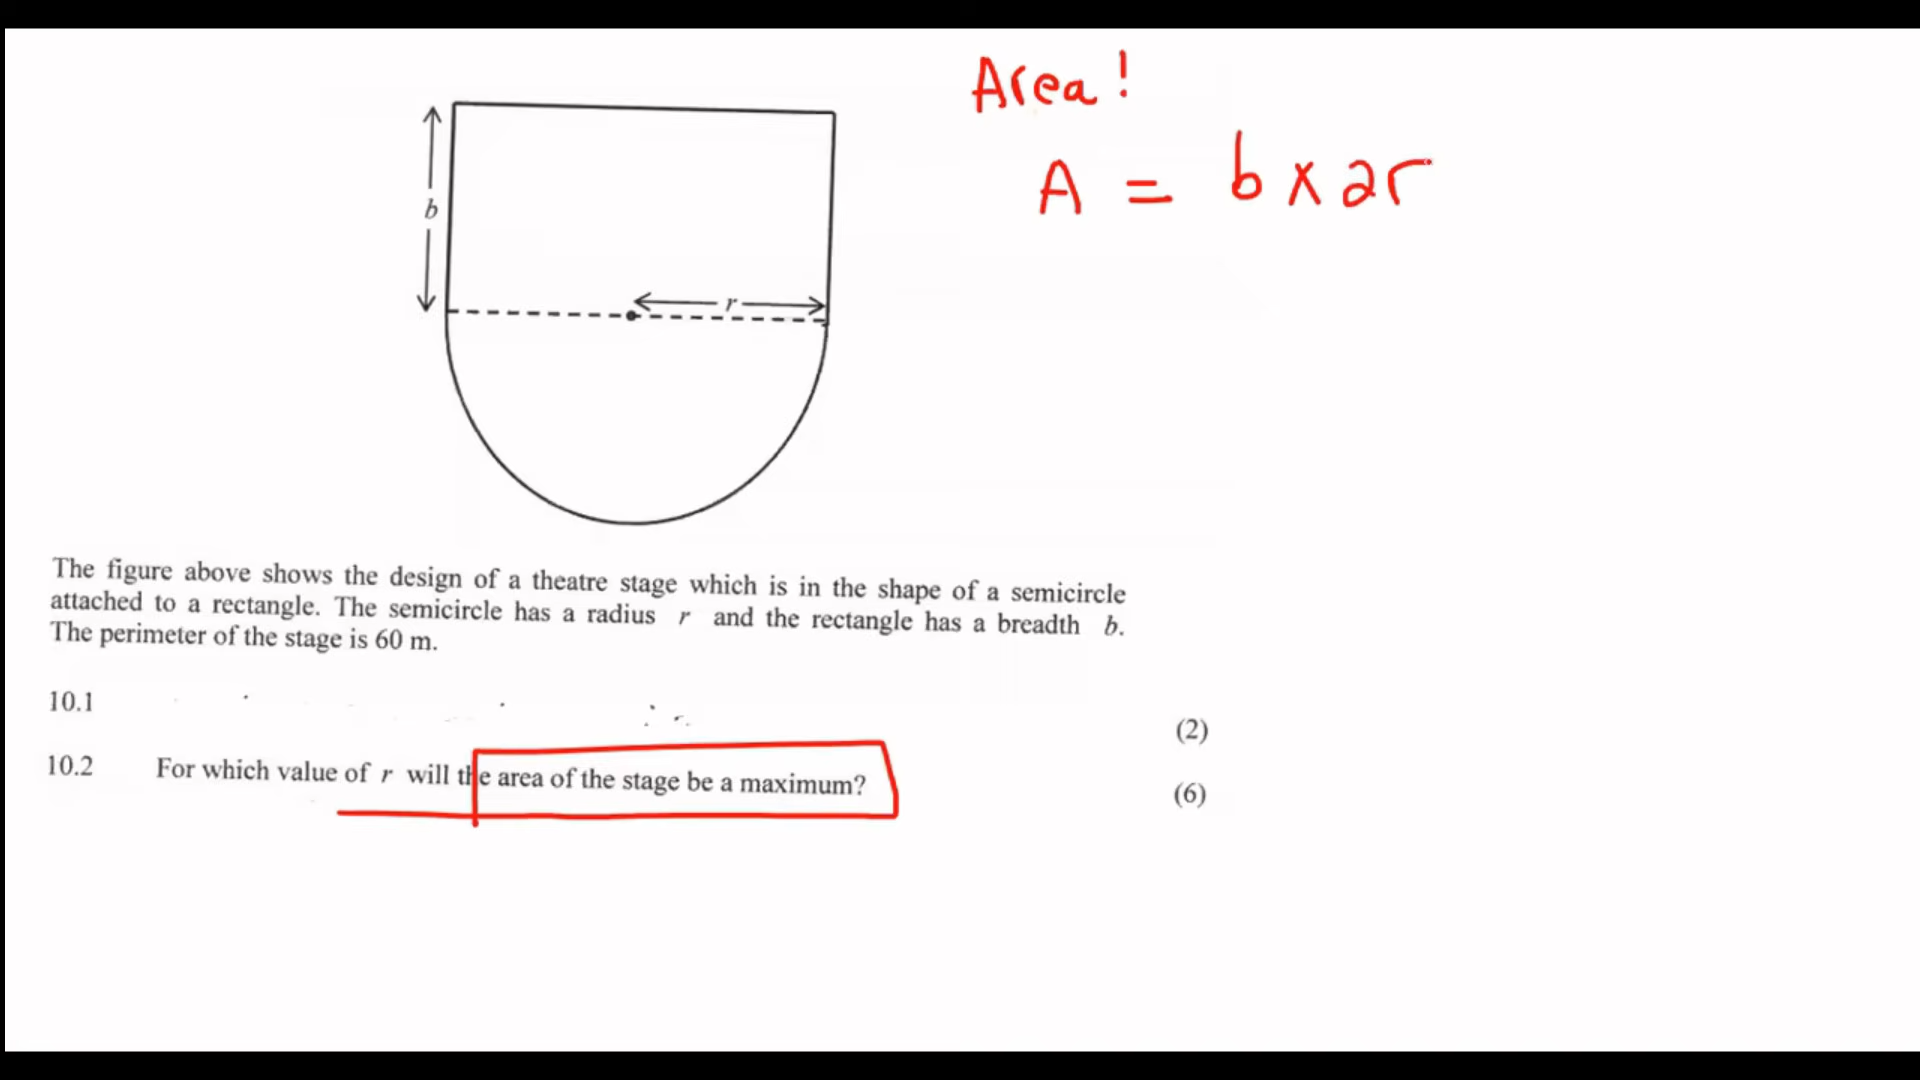 Area!
A = b x 2r
b
r
The figure above shows the design of a theatre stage which is in the shape of a semicircle
attached to a rectangle. The semicircle has a radius r and the rectangle has a breadth b.
The perimeter of the stage is 60 m.
10.1
(2)
10.2 For which value of r will the area of the stage be a maximum?
(6)